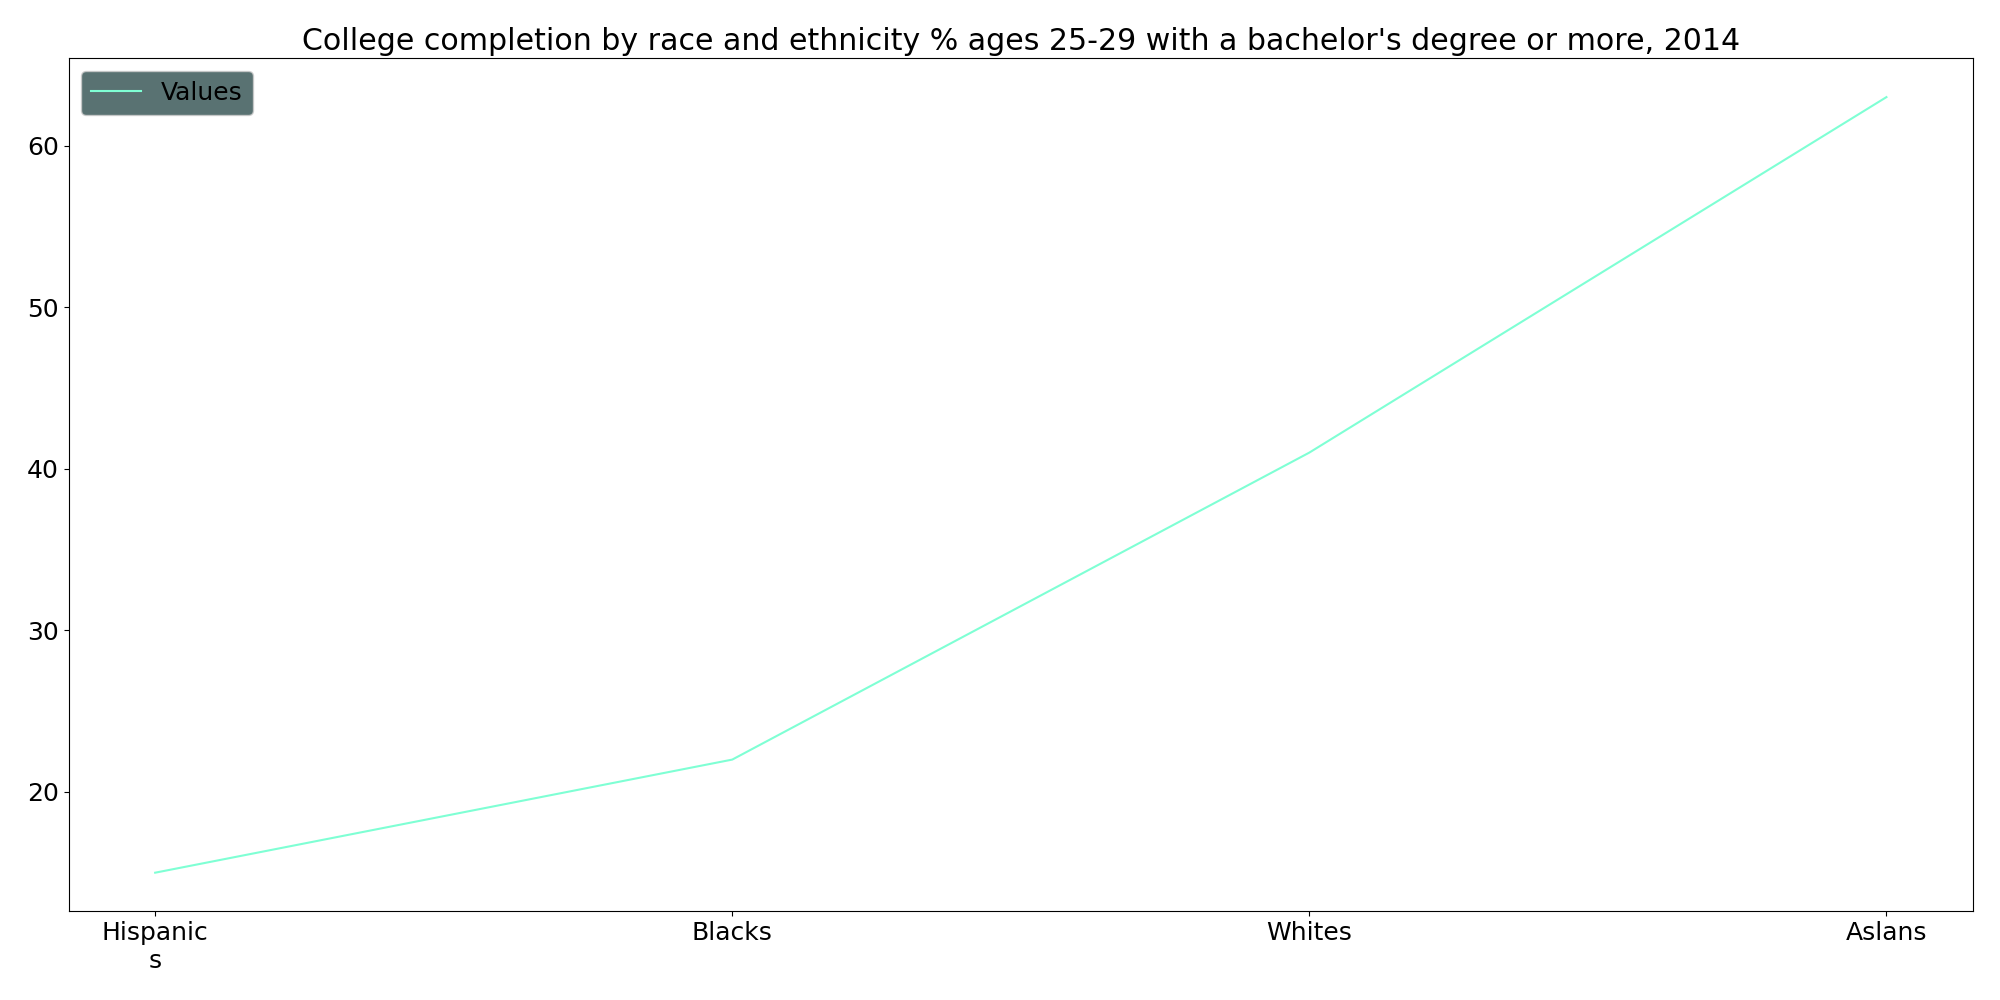 College completion by race and ethnicity % ages 25-29 with a bachelor's degree or more, 2014
Values
60
50
40
30
20
Hispanic
s
Blacks
Whites
Aslans